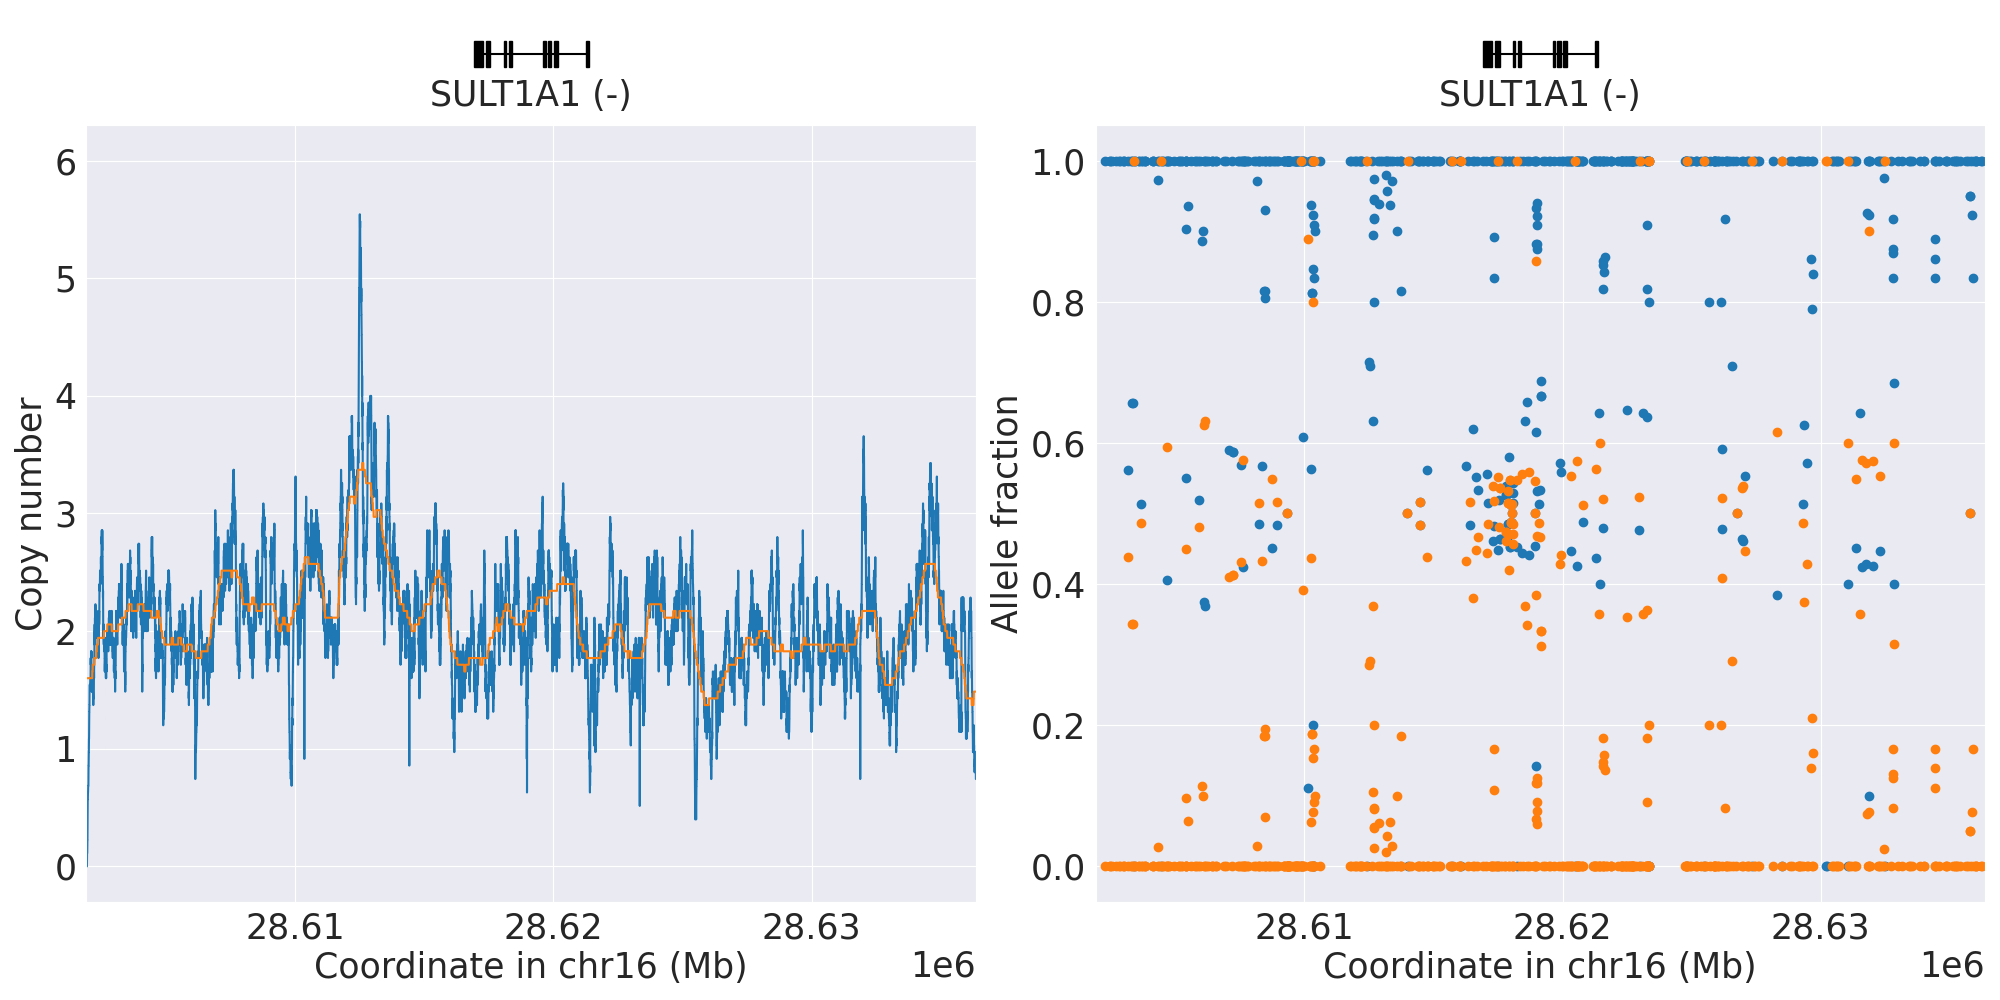 SULT1A1 (-)
6
5
4
3
2
1
0
Copy number
28.61
28.62
28.63
Coordinate in chr16 (Mb)
1e6
SULT1A1 (-)
1.0
0.8
0.6
0.4
0.2
0.0
Allele fraction
28.61
28.62
28.63
Coordinate in chr16 (Mb)
1e6